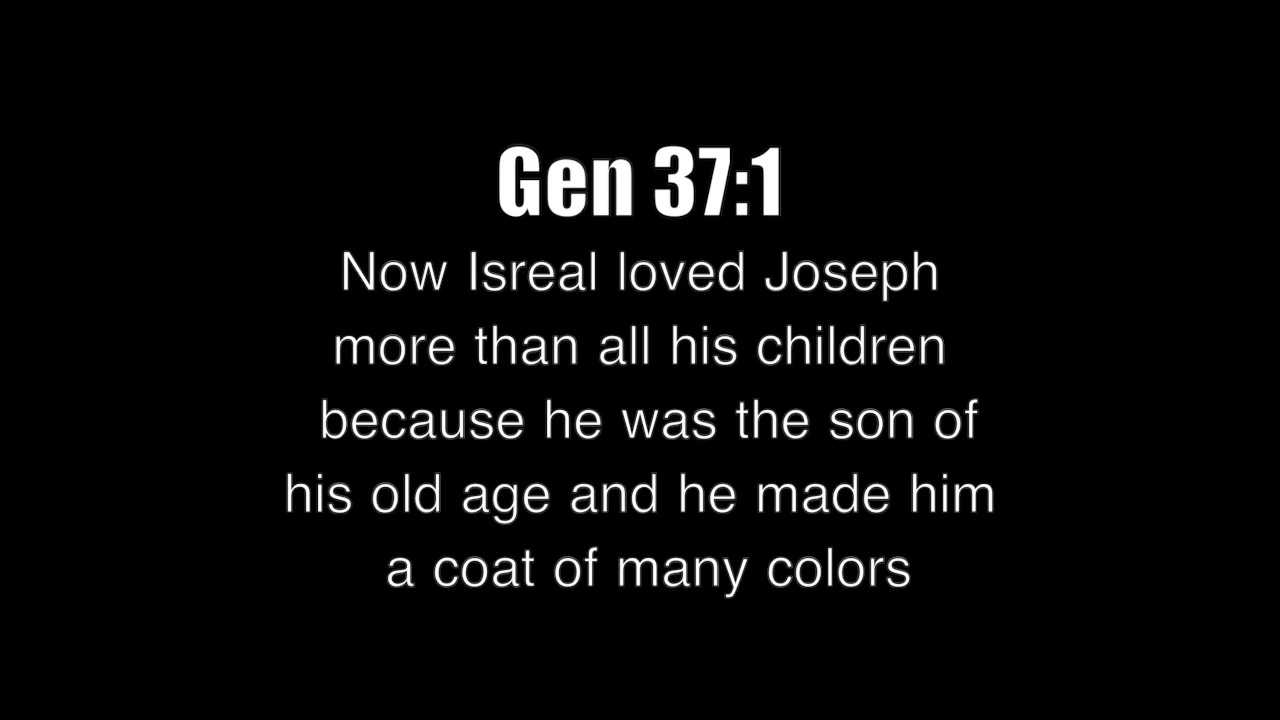 Gen 37:1
Now Isreal loved Joseph
more than all his children
because he was the son of
his old age and he made him
a coat of many colors